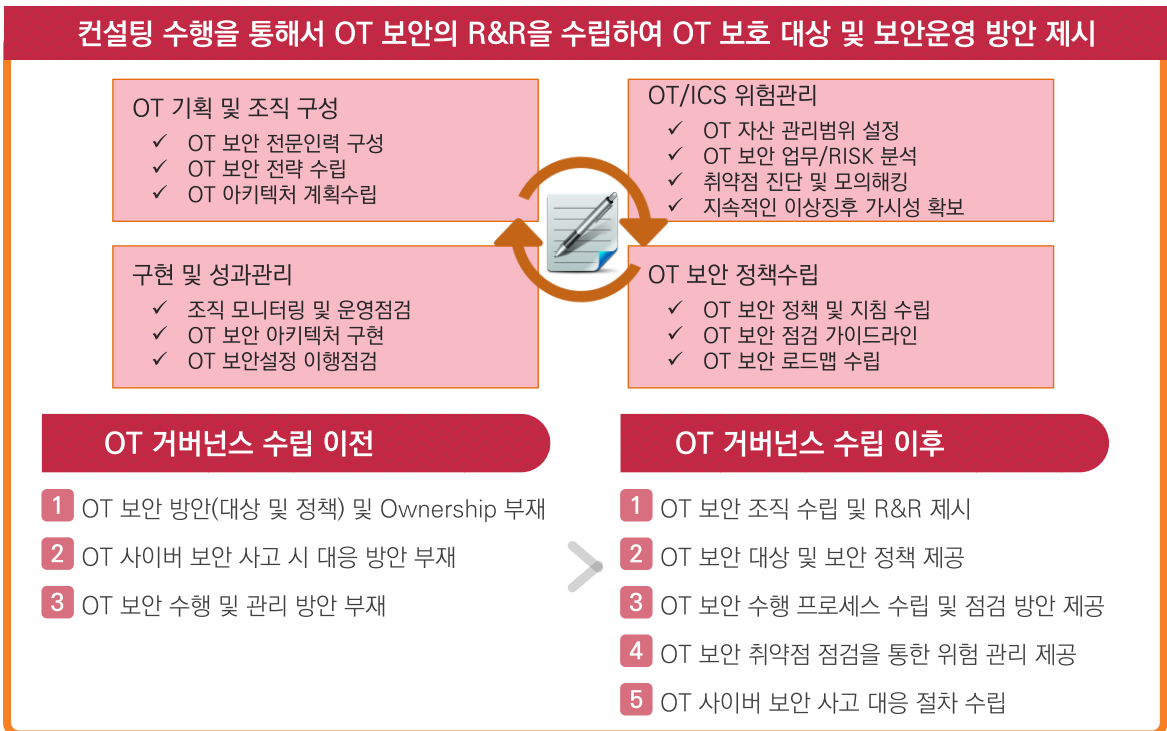 컨설팅 수행을 통해서 OT 보안의 R&R을 수립하여 OT 보호 대상 및 보안운영 방안 제시
OT 기획 및 조직 구성
✓ OT 보안 전문인력 구성
✓ OT 보안 전략 수립
✓ OT 아키텍처 계획수립
OT/ICS 위험관리
✓ OT 자산 관리범위 설정
✓ OT 보안 업무/RISK 분석
✓ 취약점 진단 및 모의해킹
✓ 지속적인 이상징후 가시성 확보
구현 및 성과관리
✓ 조직 모니터링 및 운영점검
✓ OT 보안 아키텍처 구현
✓ OT 보안설정 이행점검
OT 보안 정책수립
✓ OT 보안 정책 및 지침 수립
✓ OT 보안 점검 가이드라인
✓ OT 보안 로드맵 수립
OT 거버넌스 수립 이전
1 OT 보안 방안(대상 및 정책) 및 Ownership 부재
2 OT 사이버 보안 사고 시 대응 방안 부재
3 OT 보안 수행 및 관리 방안 부재
OT 거버넌스 수립 이후
1 OT 보안 조직 수립 및 R&R 제시
2 OT 보안 대상 및 보안 정책 제공
3 OT 보안 수행 프로세스 수립 및 점검 방안 제공
4 OT 보안 취약점 점검을 통한 위험 관리 제공
5 OT 사이버 보안 사고 대응 절차 수립